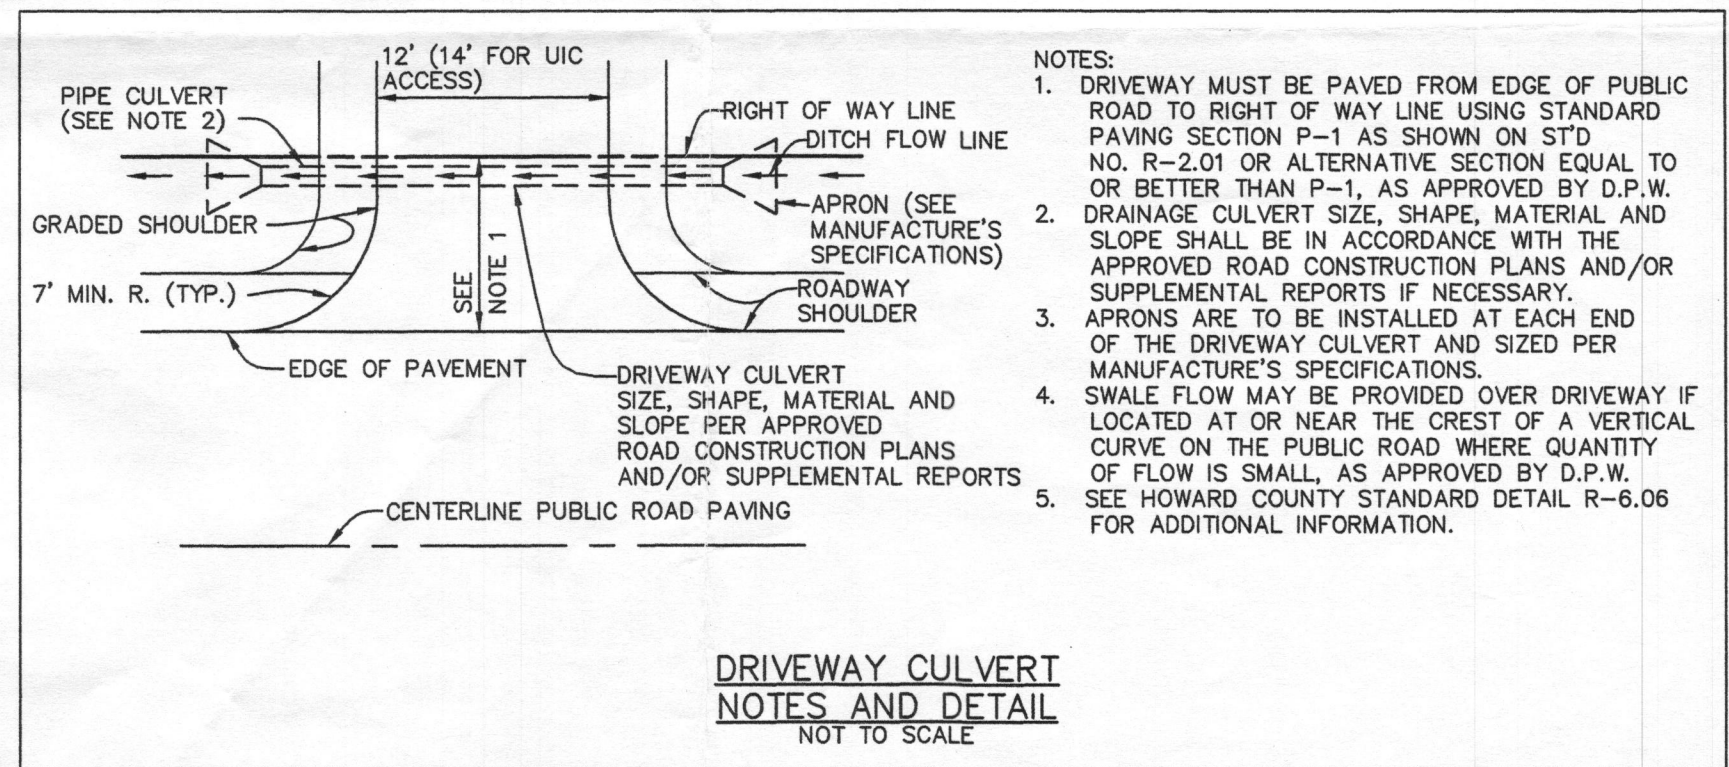 12' (14' FOR UIC
ACCESS)
PIPE CULVERT
(SEE NOTE 2)
RIGHT OF WAY LINE
DITCH FLOW LINE
GRADED SHOULDER
APRON (SEE
MANUFACTURE'S
SPECIFICATIONS)
7' MIN. R. (TYP.)
SEE
NOTE 1
ROADWAY
SHOULDER
EDGE OF PAVEMENT
DRIVEWAY CULVERT
SIZE, SHAPE, MATERIAL AND
SLOPE PER APPROVED
ROAD CONSTRUCTION PLANS
AND/OR SUPPLEMENTAL REPORTS
CENTERLINE PUBLIC ROAD PAVING
NOTES:
1. DRIVEWAY MUST BE PAVED FROM EDGE OF PUBLIC
ROAD TO RIGHT OF WAY LINE USING STANDARD
PAVING SECTION P-1 AS SHOWN ON ST'D
NO. R-2.01 OR ALTERNATIVE SECTION EQUAL TO
OR BETTER THAN P-1, AS APPROVED BY D.P.W.
2. DRAINAGE CULVERT SIZE, SHAPE, MATERIAL AND
SLOPE SHALL BE IN ACCORDANCE WITH THE
APPROVED ROAD CONSTRUCTION PLANS AND/OR
SUPPLEMENTAL REPORTS IF NECESSARY.
3. APRONS ARE TO BE INSTALLED AT EACH END
OF THE DRIVEWAY CULVERT AND SIZED PER
MANUFACTURE'S SPECIFICATIONS.
4. SWALE FLOW MAY BE PROVIDED OVER DRIVEWAY IF
LOCATED AT OR NEAR THE CREST OF A VERTICAL
CURVE ON THE PUBLIC ROAD WHERE QUANTITY
OF FLOW IS SMALL, AS APPROVED BY D.P.W.
5. SEE HOWARD COUNTY STANDARD DETAIL R-6.06
FOR ADDITIONAL INFORMATION.
DRIVEWAY CULVERT
NOTES AND DETAIL
NOT TO SCALE